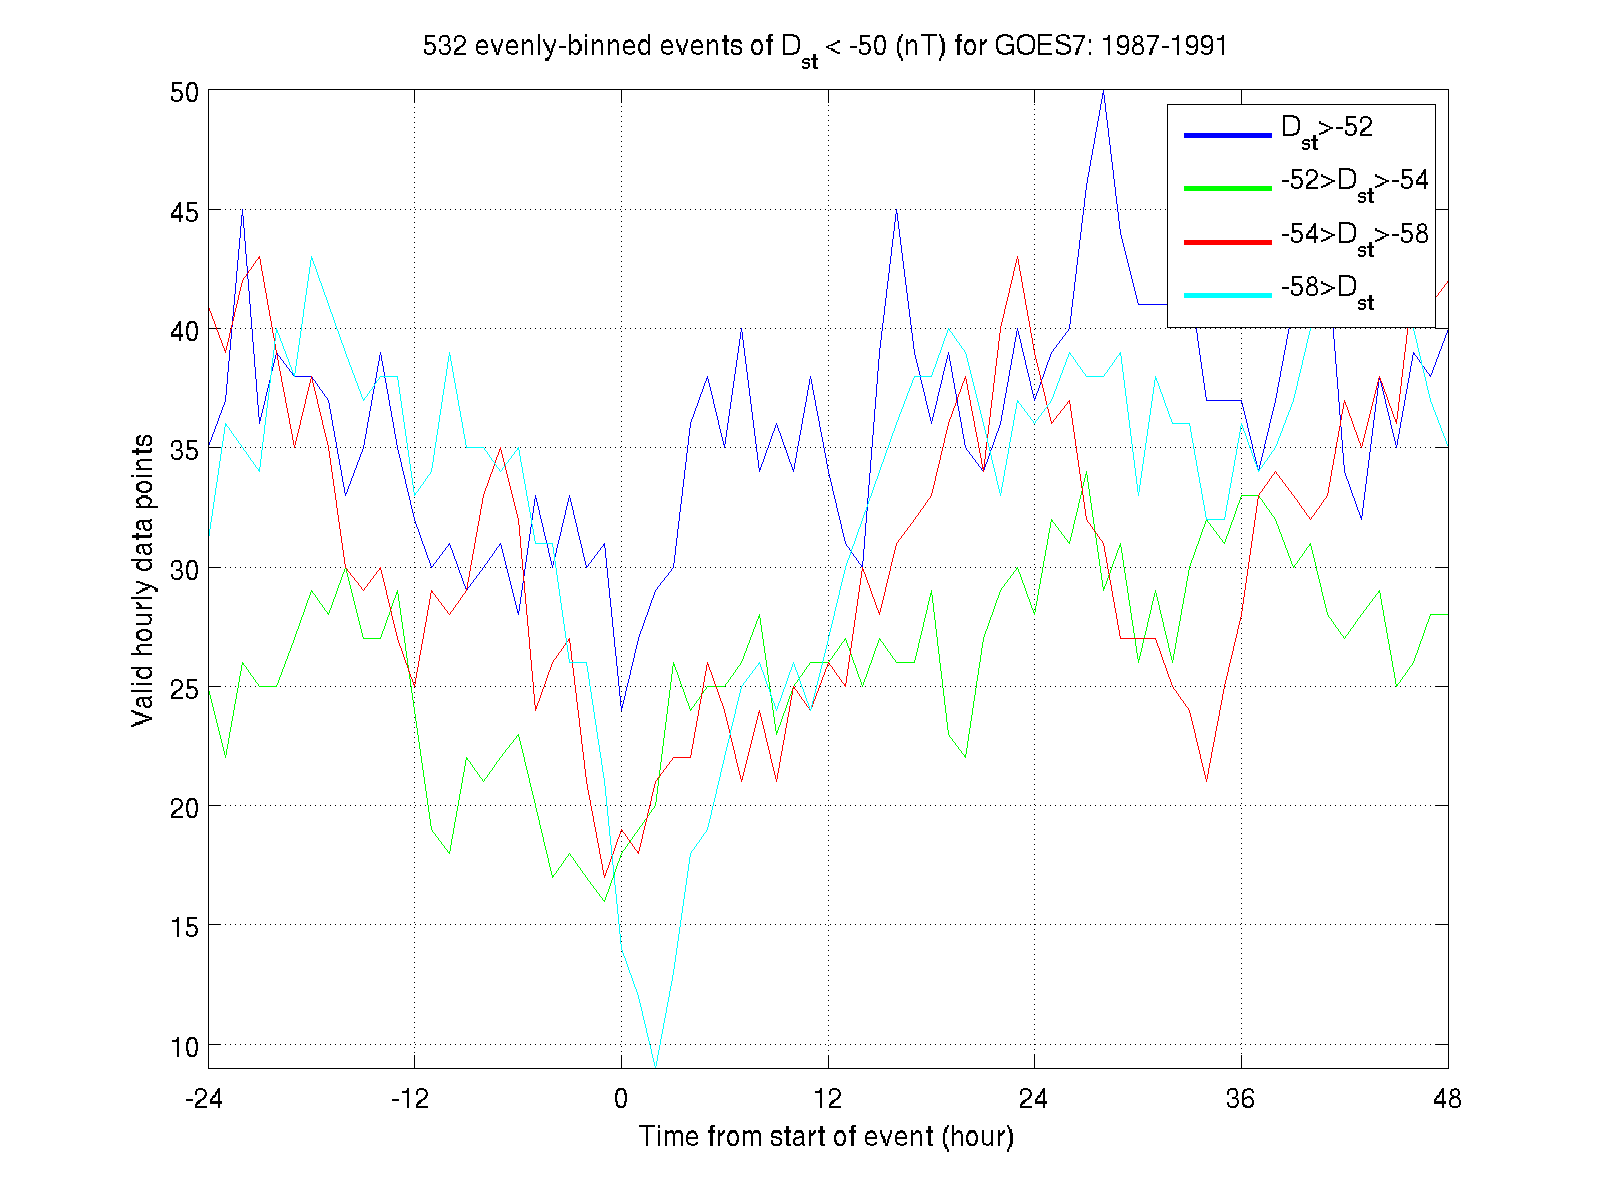 532 evenly-binned events of Dst < -50 (nT) for GOES7: 1987-1991
50
45
40
35
30
25
20
15
10
Valid hourly data points
Dst>-52
-52>Dst>-54
-54>Dst>-58
-58>Dst
-24
-12
0
12
24
36
48
Time from start of event (hour)